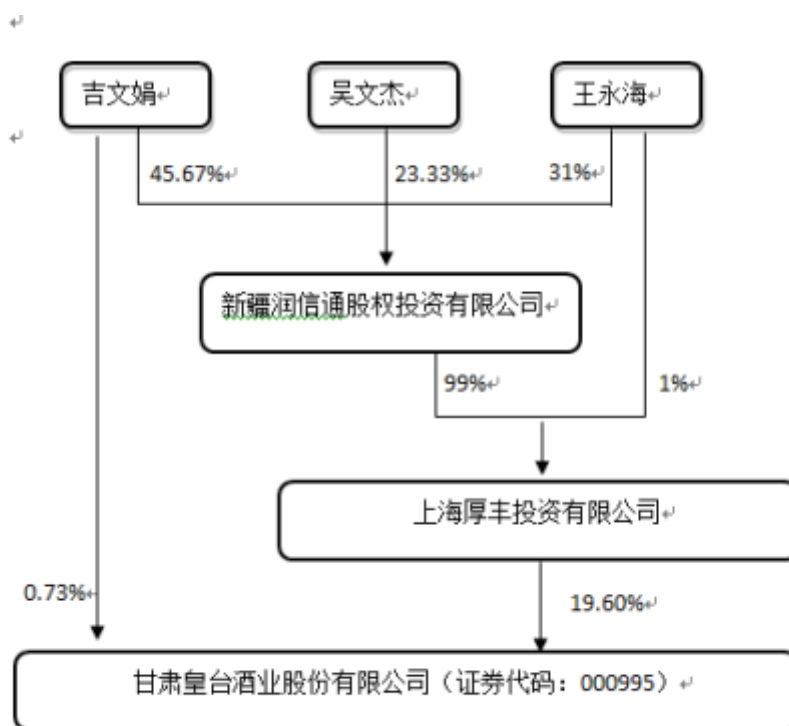 吉文娟
吴文杰
王永海
45.67%
23.33%
31%
新疆润信通股权投资有限公司
99%
1%
上海厚丰投资有限公司
0.73%
19.60%
甘肃皇台酒业股份有限公司（证券代码：000995）